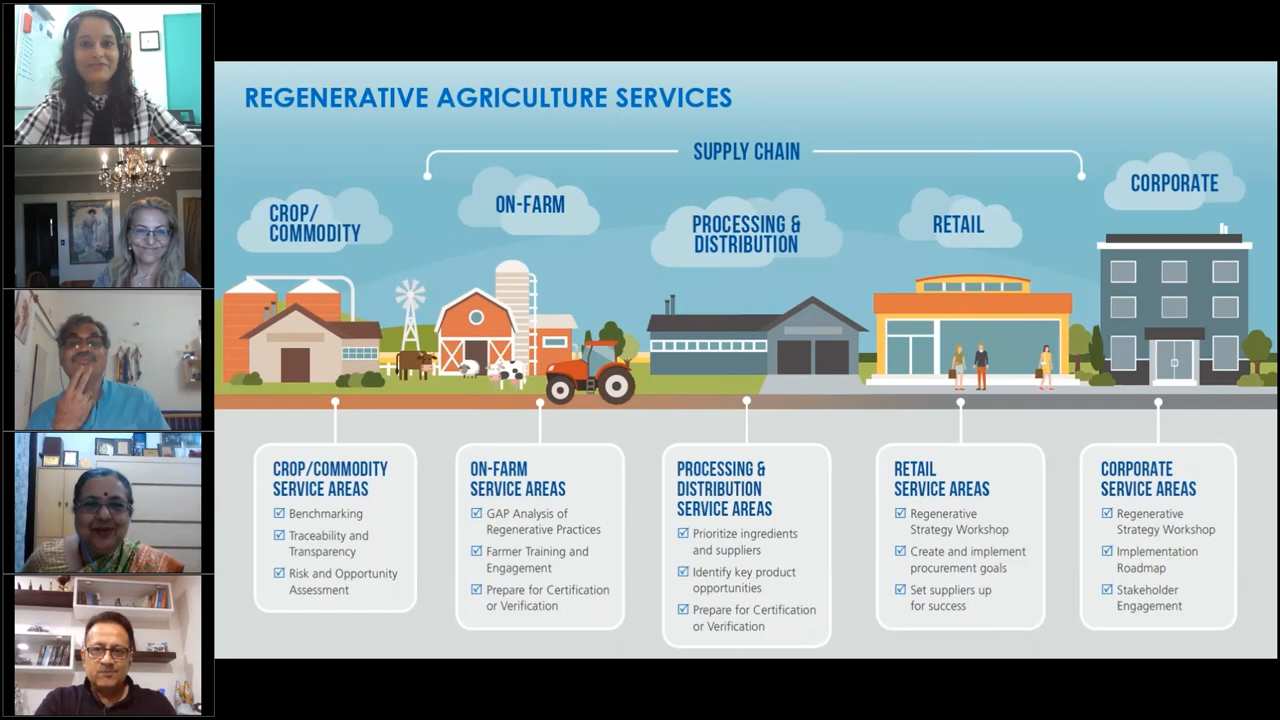 REGENERATIVE AGRICULTURE SERVICES
SUPPLY CHAIN
CROP/
COMMODITY
ON-FARM
PROCESSING &
DISTRIBUTION
RETAIL
CORPORATE
CROP/COMMODITY
SERVICE AREAS
Benchmarking
Traceability and
Transparency
Risk and Opportunity
Assessment
ON-FARM
SERVICE AREAS
GAP Analysis of
Regenerative Practices
Farmer Training and
Engagement
Prepare for Certification
or Verification
PROCESSING &
DISTRIBUTION
SERVICE AREAS
Prioritize ingredients
and suppliers
Identify key product
opportunities
Prepare for Certification
or Verification
RETAIL
SERVICE AREAS
Regenerative
Strategy Workshop
Create and implement
procurement goals
Set suppliers up
for success
CORPORATE
SERVICE AREAS
Regenerative
Strategy Workshop
Implementation
Roadmap
Stakeholder
Engagement